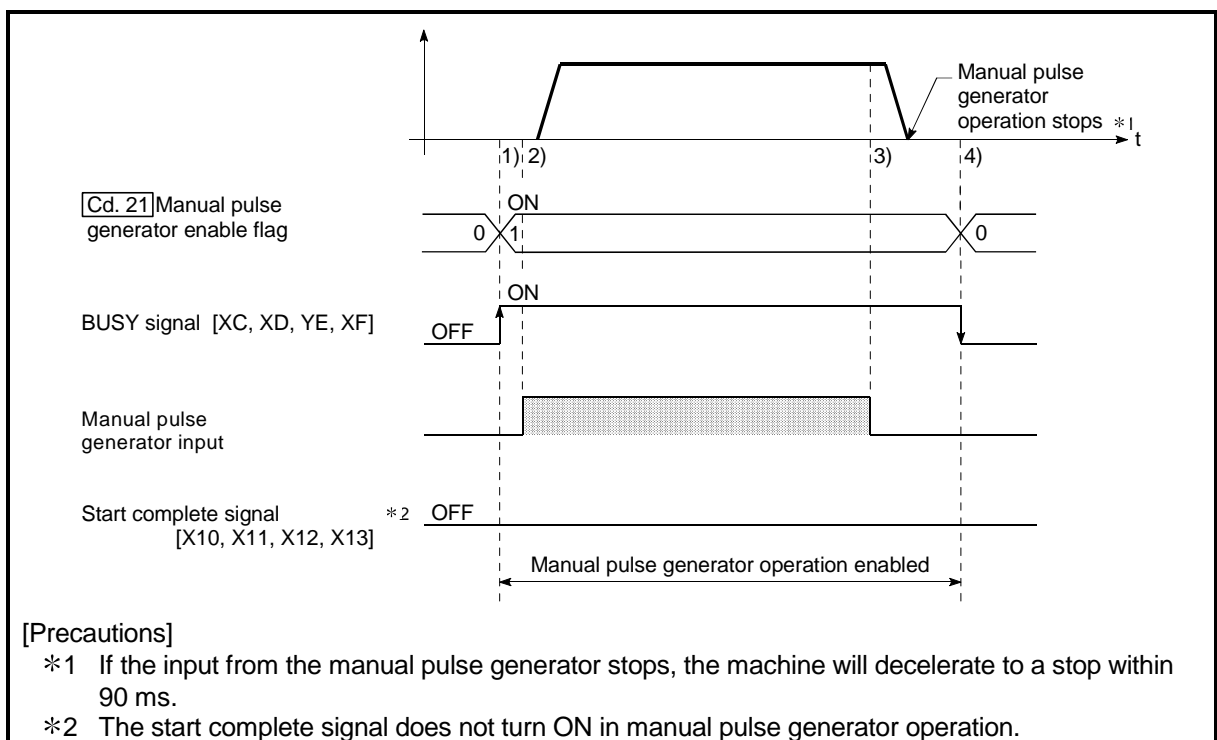 Manual pulse
generator
operation stops *1
t
1) 2) 3) 4)
Cd. 21 Manual pulse
generator enable flag
ON
0 1 0
BUSY signal [XC, XD, YE, XF]
ON
OFF
Manual pulse
generator input
Start complete signal *2 OFF
[X10, X11, X12, X13]
Manual pulse generator operation enabled
[Precautions]
*1 If the input from the manual pulse generator stops, the machine will decelerate to a stop within
90 ms.
*2 The start complete signal does not turn ON in manual pulse generator operation.